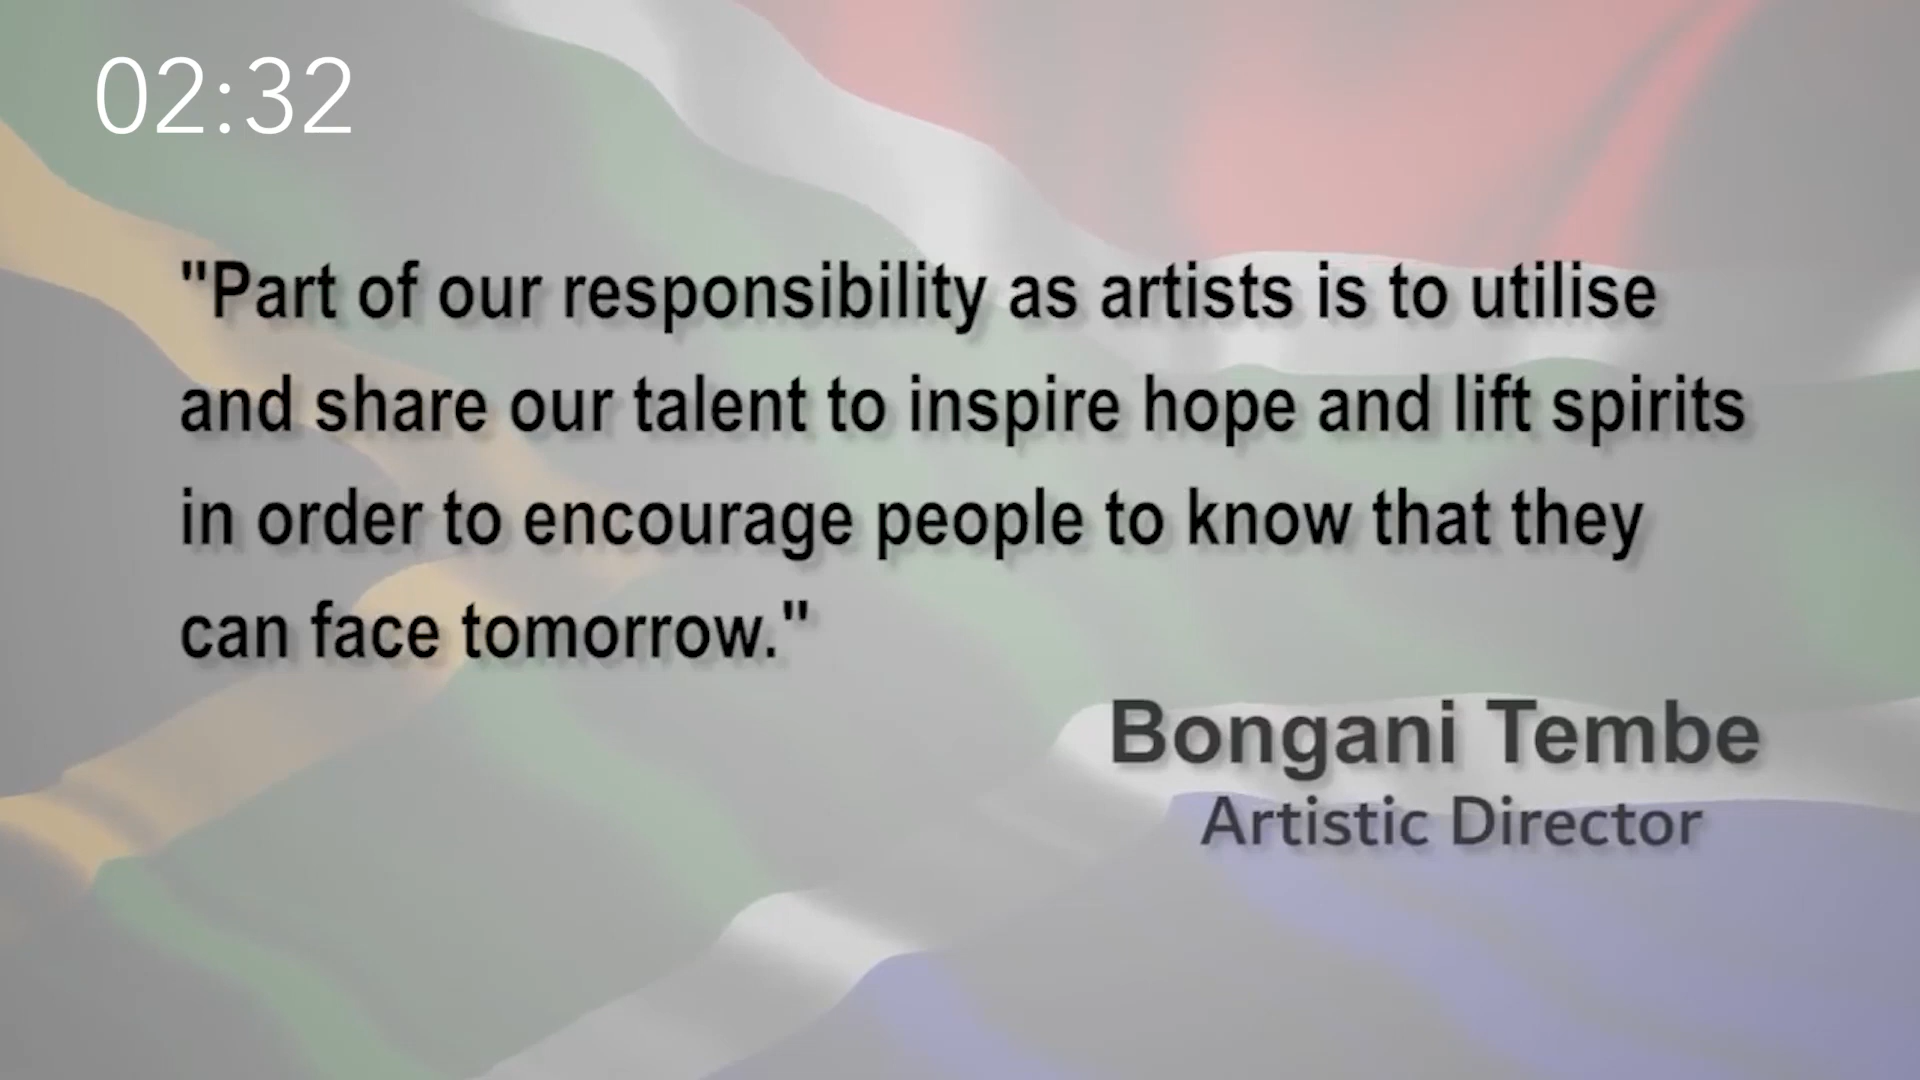 02:32
"Part of our responsibility as artists is to utilise
and share our talent to inspire hope and lift spirits
in order to encourage people to know that they
can face tomorrow."
Bongani Tembe
Artistic Director